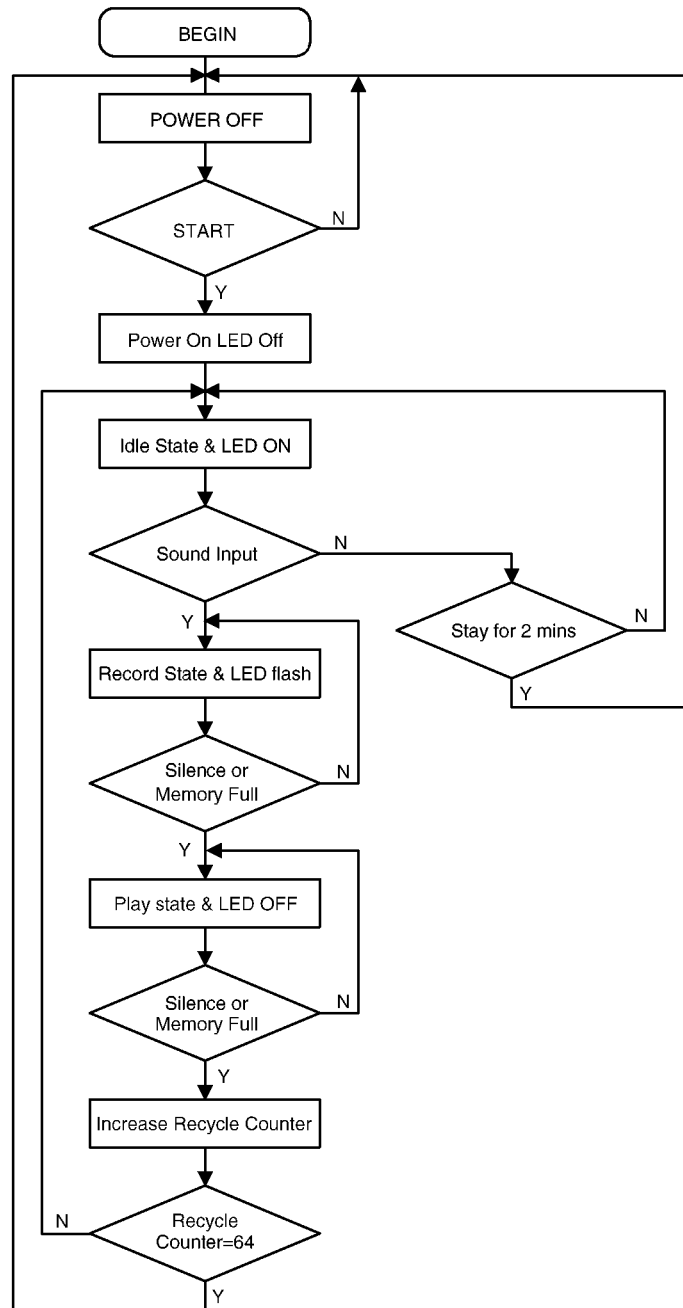 BEGIN
POWER OFF
START
N
Y
Power On LED Off
Idle State & LED ON
Sound Input
N
Y
Stay for 2 mins
N
Y
Record State & LED flash
Silence or
Memory Full
N
Y
Play state & LED OFF
Silence or
Memory Full
N
Y
Increase Recycle Counter
Recycle
Counter=64
N
Y